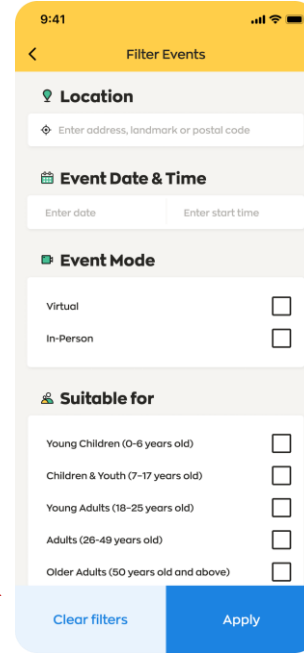 9:41
Filter Events
Location
Enter address, landmark or postal code
Event Date & Time
Enter date Enter start time
Event Mode
Virtual
In-Person
Suitable for
Young Children (0-6 years old)
Children & Youth (7-17 years old)
Young Adults (18-25 years old)
Adults (26-49 years old)
Older Adults (50 years old and above)
Clear filters Apply